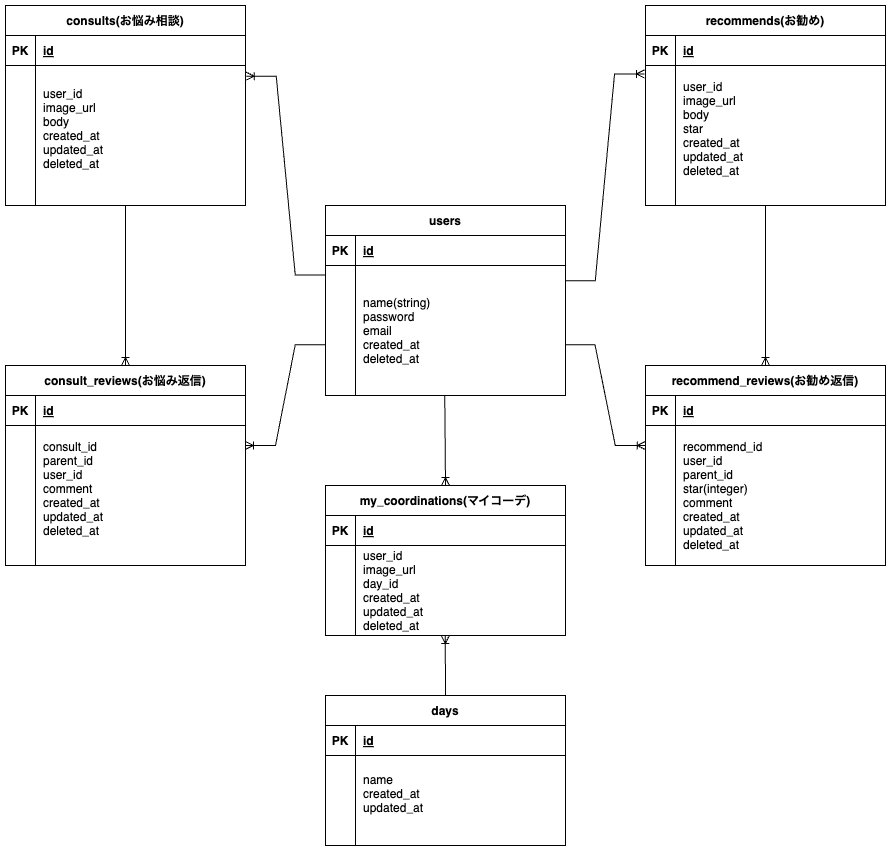 consults(お悩み相談)
PK id
user_id
image_url
body
created_at
updated_at
deleted_at
recommends(お勧め)
PK id
user_id
image_url
body
star
created_at
updated_at
deleted_at
users
PK id
name(string)
password
email
created_at
deleted_at
consult_reviews(お悩み返信)
PK id
consult_id
parent_id
user_id
comment
created_at
updated_at
deleted_at
recommend_reviews(お勧め返信)
PK id
recommend_id
user_id
parent_id
star(integer)
comment
created_at
updated_at
deleted_at
my_coordinations(マイコーデ)
PK id
user_id
image_url
day_id
created_at
updated_at
deleted_at
days
PK id
name
created_at
updated_at